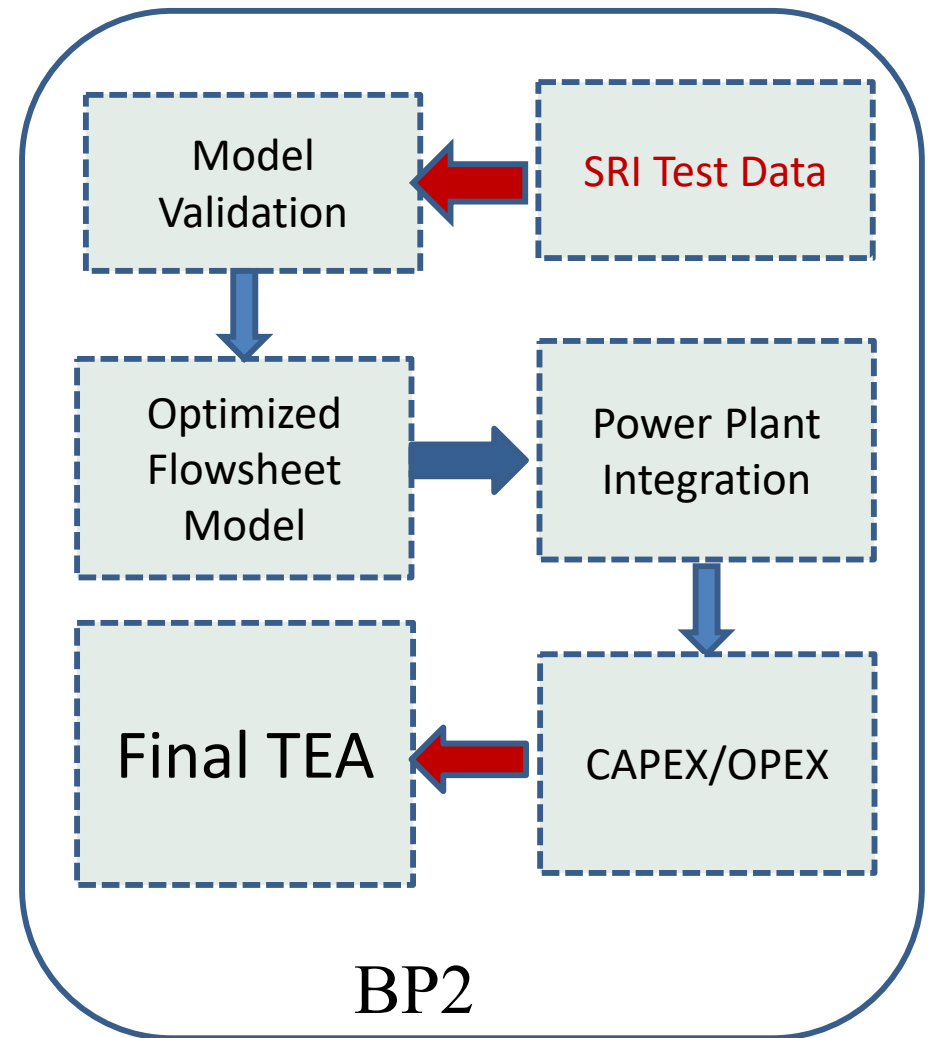 Model
Validation
SRI Test Data
Optimized
Flowsheet
Model
Power Plant
Integration
Final TEA
CAPEX/OPEX
BP2